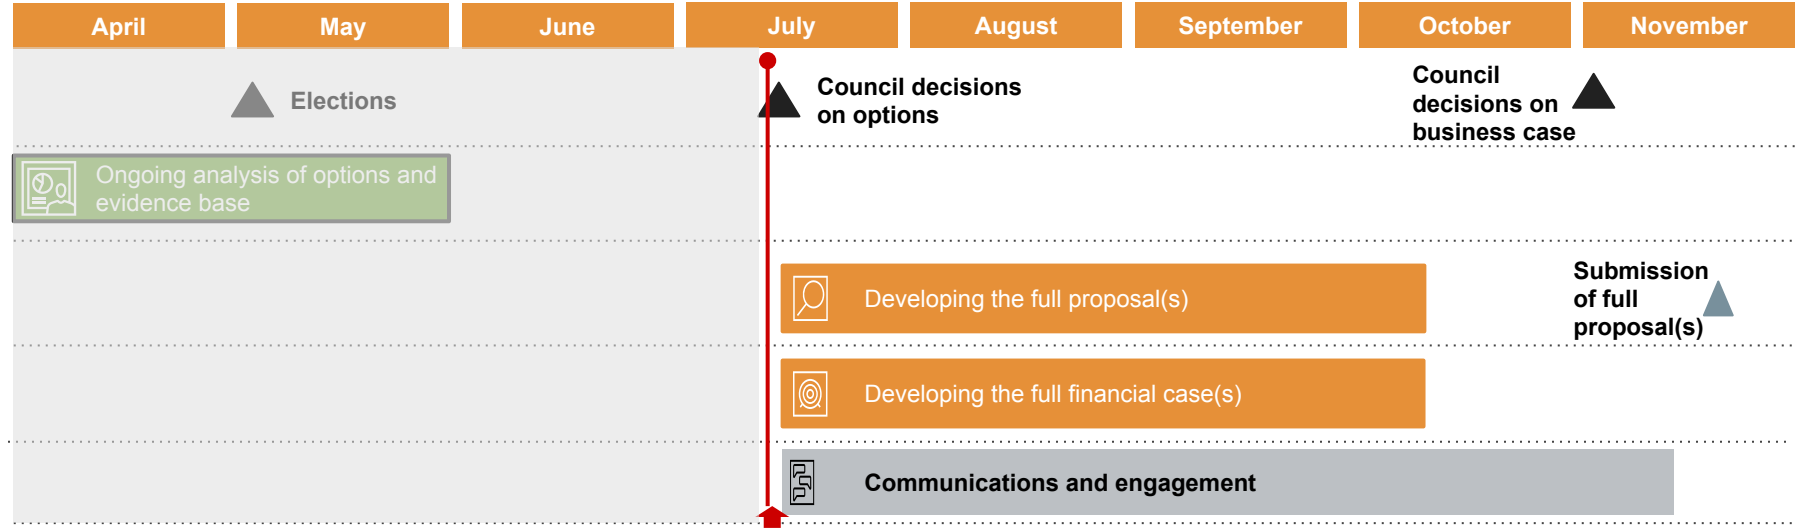 April May June July August September October November
Elections
Council decisions
on options
Council
decisions on
business case
Ongoing analysis of options and
evidence base
Developing the full proposal(s)
Submission
of full
proposal(s)
Developing the full financial case(s)
Communications and engagement